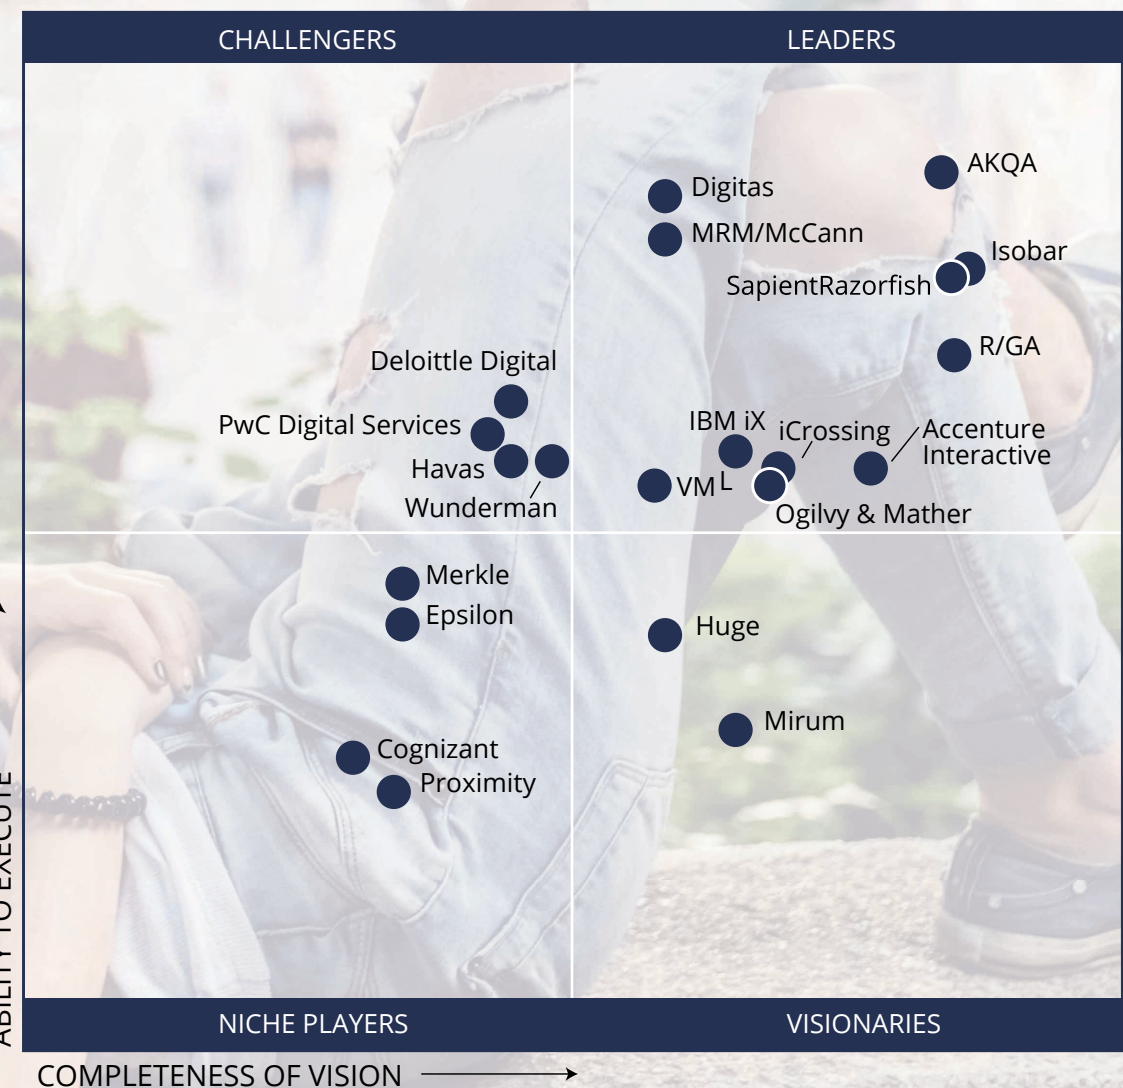 CHALLENGERS
LEADERS
AKQA
Digitas
MRM/McCann
Isobar
SapientRazorfish
R/GA
Deloittle Digital
PwC Digital Services
IBM iX
iCrossing
Accenture
Interactive
Havas
VML
Wunderman
Ogilvy & Mather
Merkle
Epsilon
Huge
Mirum
Cognizant
Proximity
ABILITY TO EXECUTE
NICHE PLAYERS
VISIONARIES
COMPLETENESS OF VISION